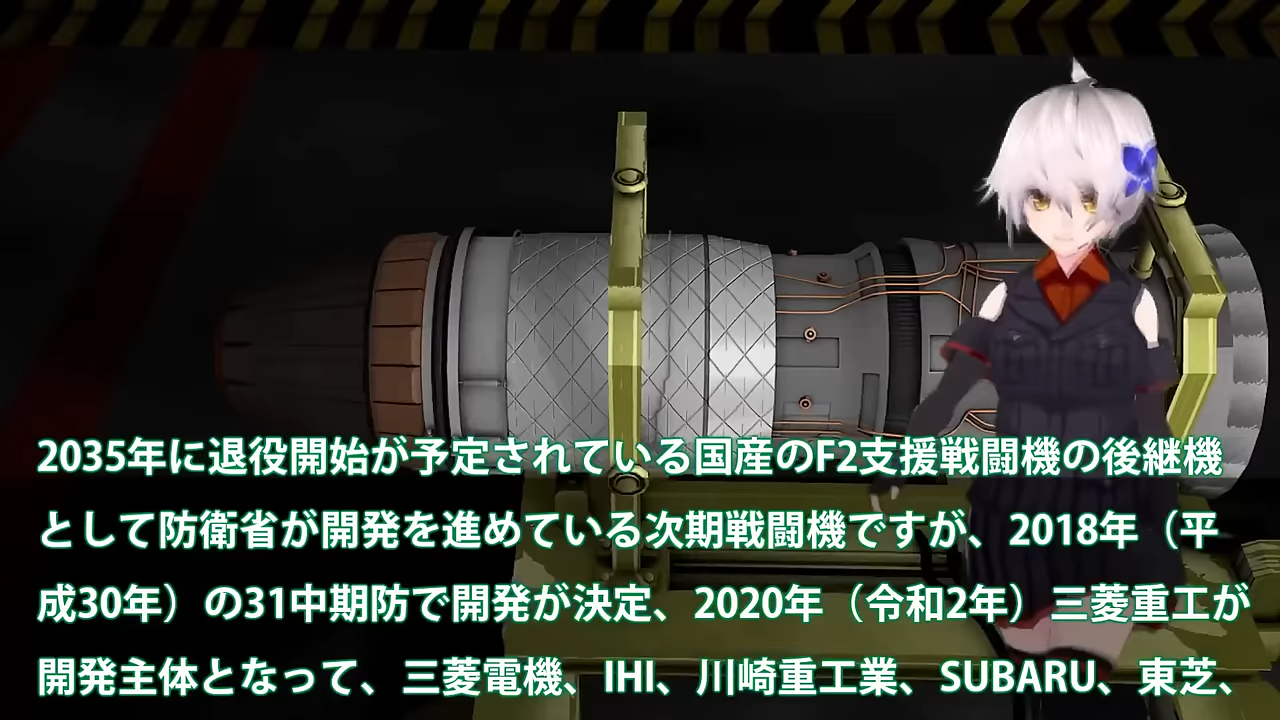 2035年に退役開始が予定されている国産のF2支援戦闘機の後継機
として防衛省が開発を進めている次期戦闘機ですが、2018年（平
成30年）の31中期防で開発が決定、2020年（令和2年）三菱重工が
開発主体となって、三菱電機、IHI、川崎重工業、SUBARU、東芝、